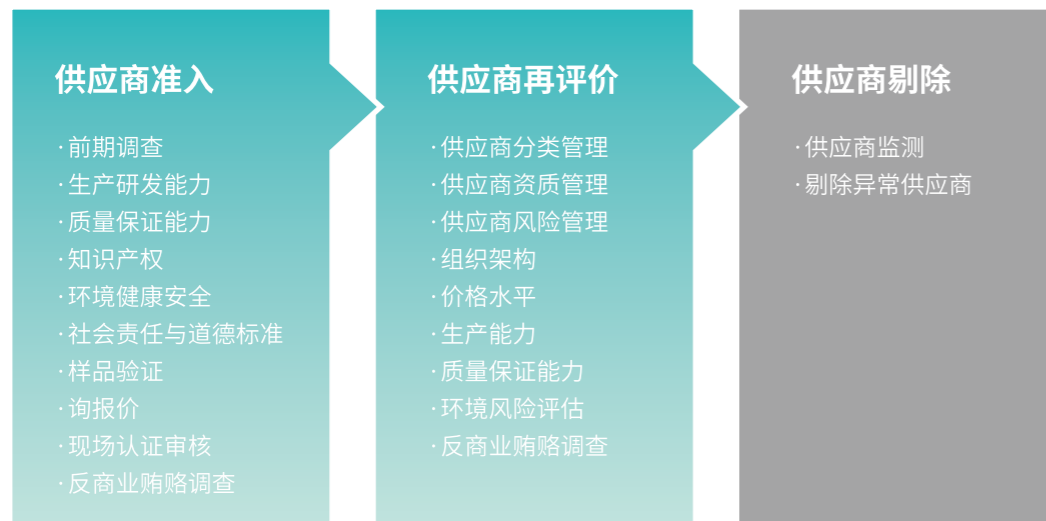 供应商准入
·前期调查
·生产研发能力
·质量保证能力
·知识产权
·环境健康安全
·社会责任与道德标准
·样品验证
·询报价
·现场认证审核
·反商业贿赂调查
供应商再评价
·供应商分类管理
·供应商资质管理
·供应商风险管理
·组织架构
·价格水平
·生产能力
·质量保证能力
·环境风险评估
·反商业贿赂调查
供应商剔除
·供应商监测
·剔除异常供应商